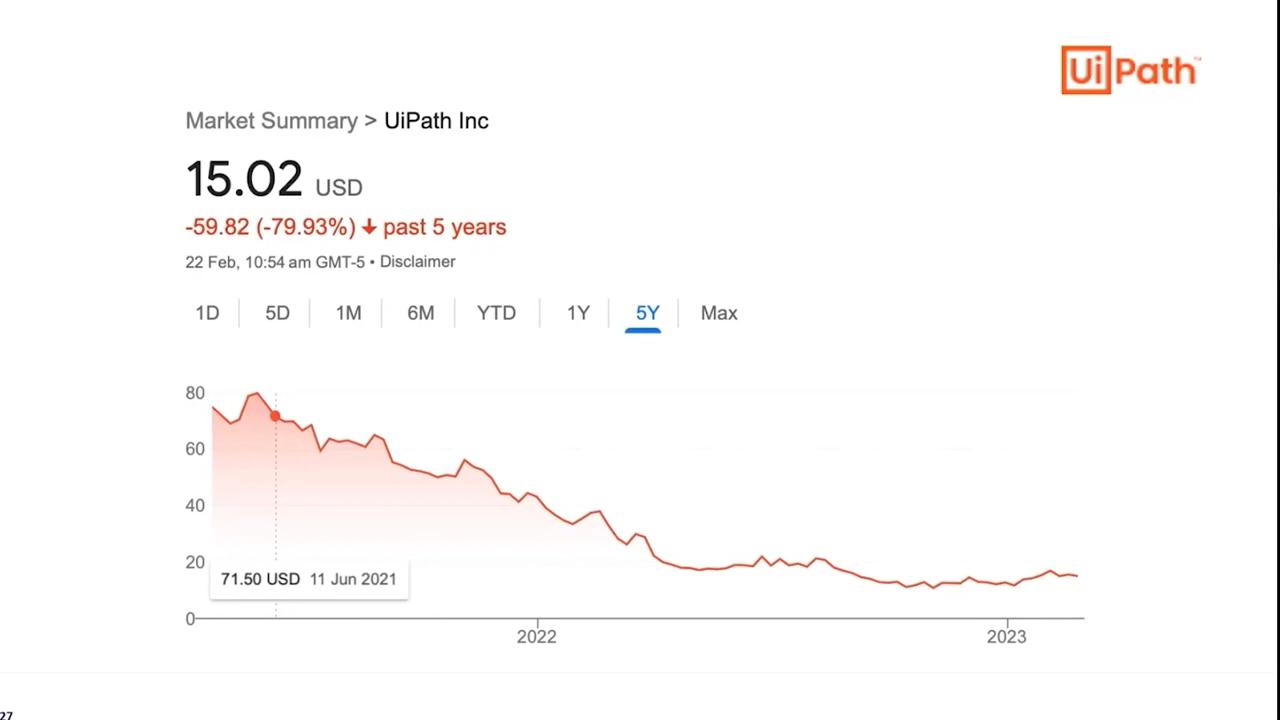 UiPath™
Market Summary > UiPath Inc
15.02 USD
-59.82 (-79.93%) ↓ past 5 years
22 Feb, 10:54 am GMT-5 • Disclaimer
1D 5D 1M 6M YTD 1Y 5Y Max
80
60
40
20
71.50 USD 11 Jun 2021
0
2022 2023
27